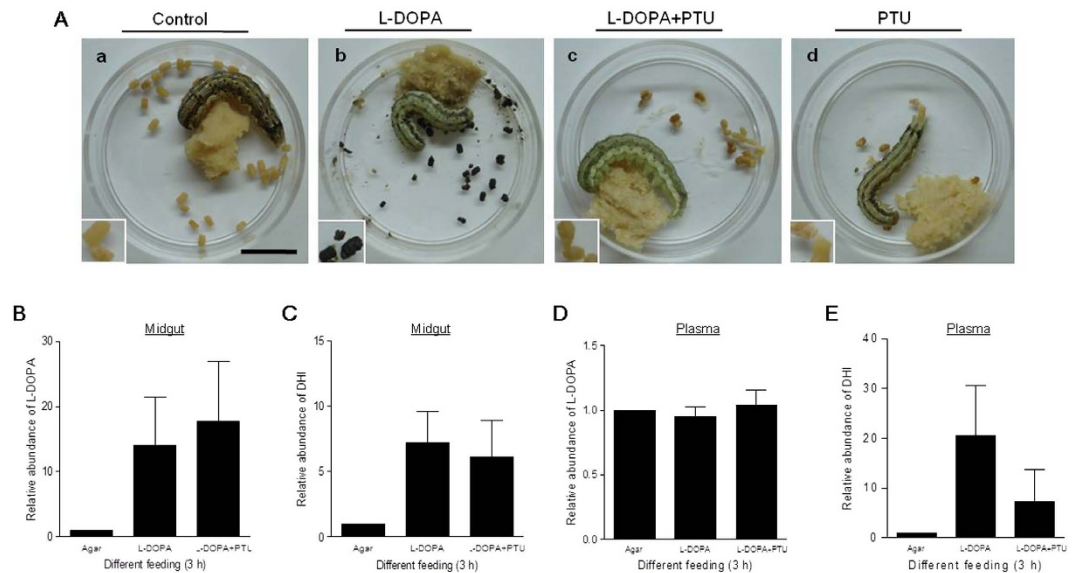 A
Control
L-DOPA
L-DOPA+PTU
PTU
a
b
c
d
B
Midgut
Relative abundance of L-DOPA
30
20
10
0
Agar
L-DOPA
L-DOPA+PTU
Different feeding (3 h)
C
Midgut
Relative abundance of DHI
15
10
5
0
Agar
L-DOPA
L-DOPA+PTU
Different feeding (3 h)
D
Plasma
Relative abundance of L-DOPA
1.5
1.0
0.5
0.0
Agar
L-DOPA
L-DOPA+PTU
Different feeding (3 h)
E
Plasma
Relative abundance of DHI
40
30
20
10
0
Agar
L-DOPA
L-DOPA+PTU
Different feeding (3 h)